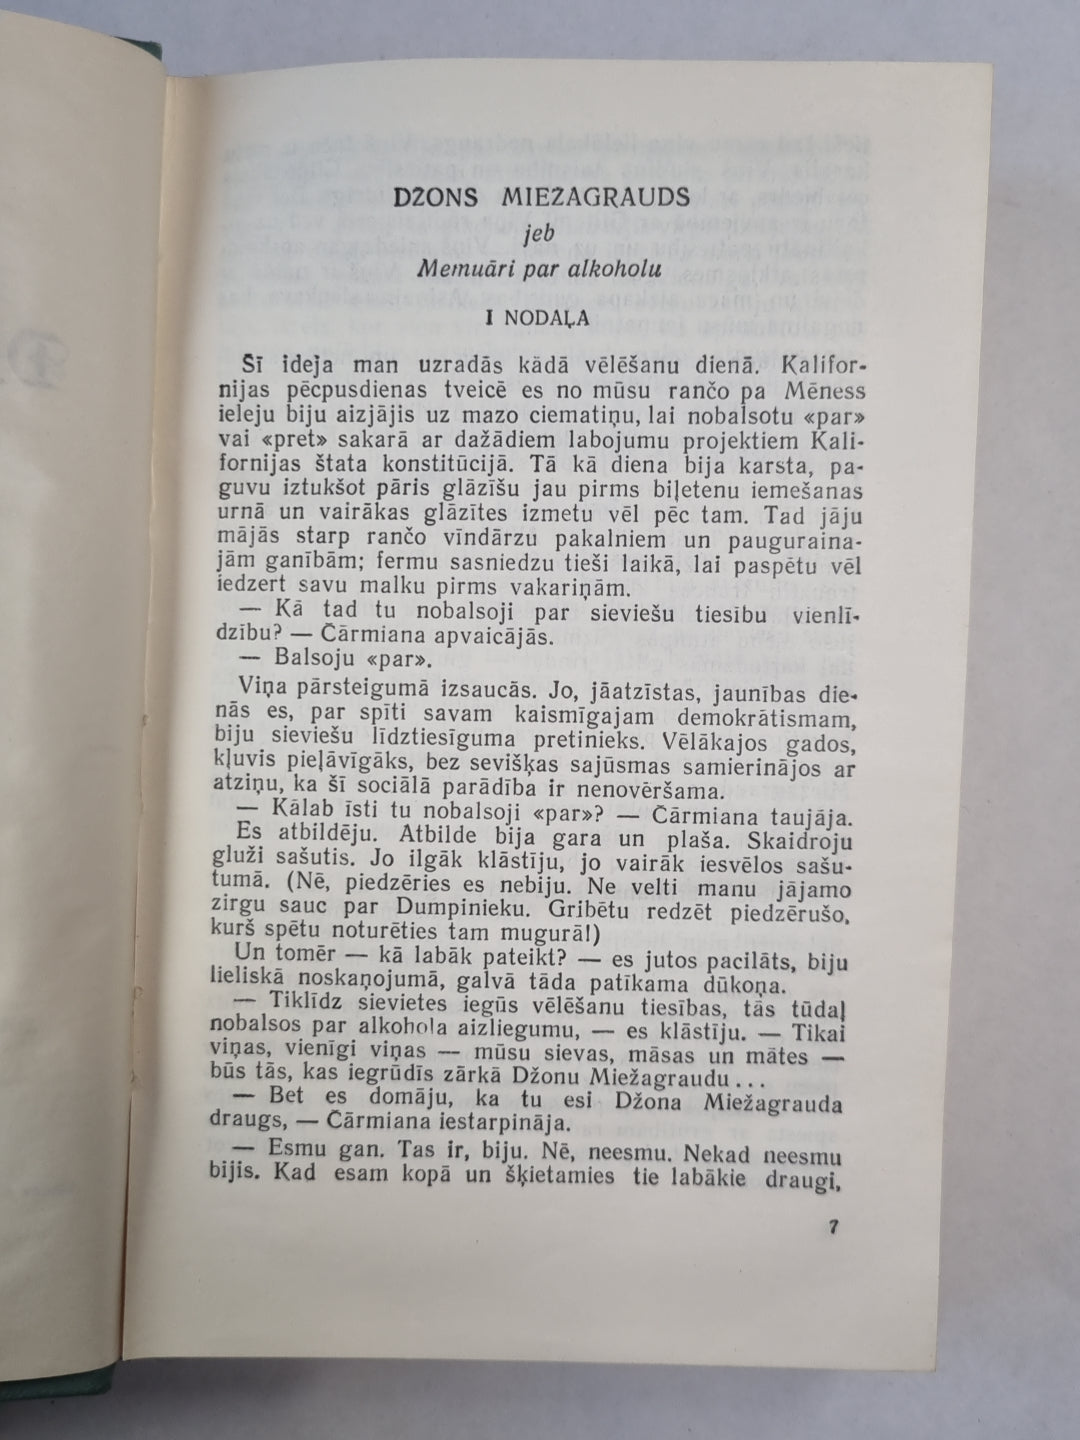 DŽONS MIEŽAGRAUDS
jeb
Memuāri par alkoholu
I NODAĻA
Šī ideja man uzradās kādā vēlēšanu dienā. Kalifor-
nijas pēcpusdienas tveicē es no mūsu rančo pa Mēness
ieleju biju aizjājis uz mazo ciematiņu, lai nobalsotu «par»
vai «pret» sakarā ar dažādiem labojumu projektiem Kali-
fornijas štata konstitūcijā. Tā kā diena bija karsta, pa-
guvu iztukšot pāris glāzīšu jau pirms biļetenu iemešanas
urnā un vairākas glāzītes izmetu vēl pēc tam. Tad jāju
mājās starp rančo vīndārzu pakalniem un pauguraina-
jām ganībām; fermu sasniedzu tieši laikā, lai paspētu vēl
iedzert savu malku pirms vakariņām.
— Kā tad tu nobalsoji par sieviešu tiesību vienlī-
dzību? — Čārmiana apvaicājās.
— Balsoju «par».
Viņa pārsteigumā izsaucās. Jo, jāatzīstas, jaunības die-
nās es, par spīti savam kaismīgajam demokrātismam,
biju sieviešu līdztiesīguma pretinieks. Vēlākajos gados,
kļuvis pieļāvīgāks, bez sevišķas sajūsmas samierinājos ar
atziņu, ka šī sociālā parādība ir nenovēršama.
— Kālab īsti tu nobalsoji «par»? — Čārmiana taujāja.
Es atbildēju. Atbilde bija gara un plaša. Skaidroju
gluži sašutis. Jo ilgāk klāstīju, jo vairāk iesvēlos sašu-
tumā. (Nē, piedzēries es nebiju. Ne velti manu jājamo
zirgu sauc par Dumpinieku. Gribētu redzēt piedzērušo,
kurš spētu noturēties tam mugurā!)
Un tomēr — kā labāk pateikt? — es jutos pacilāts, biju
lieliskā noskaņojumā, galvā tāda patīkama dūkoņa.
— Tiklīdz sievietes iegūs vēlēšanu tiesības, tās tūdaļ
nobalsos par alkohola aizliegumu, — es klāstīju. — Tikai
viņas, vienīgi viņas — mūsu sievas, māsas un mātes —
būs tās, kas iegrūdīs zārkā Džonu Miežagraudu...
— Bet es domāju, ka tu esi Džona Miežagrauda
draugs, — Čārmiana iestarpināja.
— Esmu gan. Tas ir, biju. Nē, neesmu. Nekad neesmu
bijis. Kad esam kopā un šķietamies tie labākie draugi,
7